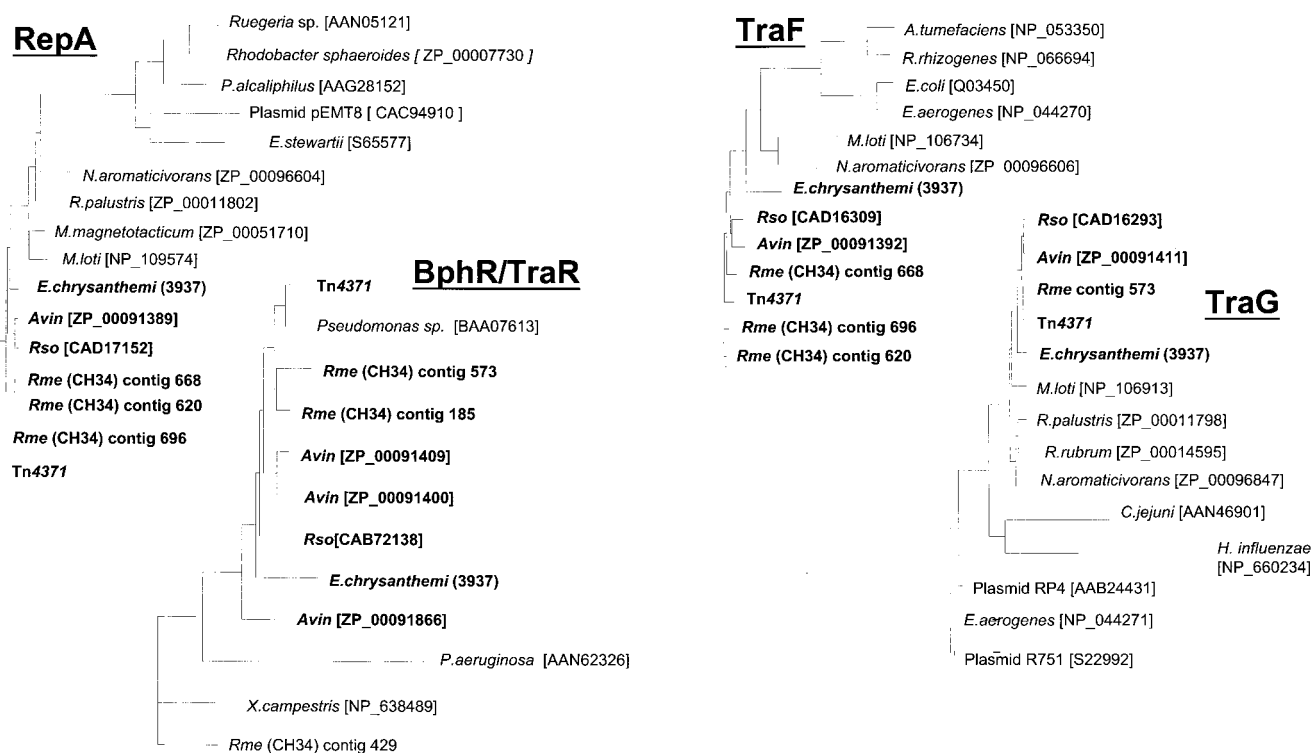 RepA
Ruegeria sp. [AAN05121]
Rhodobacter sphaeroides [ ZP_00007730 ]
P.alcaliphilus [AAG28152]
Plasmid pEMT8 [ CAC94910 ]
E.stewartii [S65577]
N.aromaticivorans [ZP_00096604]
R.palustris [ZP_00011802]
M.magnetotacticum [ZP_00051710]
M.loti [NP_109574]
E.chrysanthemi (3937)
Avin [ZP_00091389]
Rso [CAD17152]
Rme (CH34) contig 668
Rme (CH34) contig 620
Rme (CH34) contig 696
Tn4371
BphR/TraR
Tn4371
Pseudomonas sp. [BAA07613]
Rme (CH34) contig 573
Rme (CH34) contig 185
Avin [ZP_00091409]
Avin [ZP_00091400]
Rso[CAB72138]
E.chrysanthemi (3937)
Avin [ZP_00091866]
P.aeruginosa [AAN62326]
X.campestris [NP_638489]
Rme (CH34) contig 429
TraF
A.tumefaciens [NP_053350]
R.rhizogenes [NP_066694]
E.coli [Q03450]
E.aerogenes [NP_044270]
M.loti [NP_106734]
N.aromaticivorans [ZP_00096606]
E.chrysanthemi (3937)
Rso [CAD16309]
Avin [ZP_00091392]
Rme (CH34) contig 668
Tn4371
Rme (CH34) contig 696
Rme (CH34) contig 620
TraG
Rso [CAD16293]
Avin [ZP_00091411]
Rme contig 573
Tn4371
E.chrysanthemi (3937)
M.loti [NP_106913]
R.palustris [ZP_00011798]
R.rubrum [ZP_00014595]
N.aromaticivorans [ZP_00096847]
C.jejuni [AAN46901]
H. influenzae
[NP_660234]
Plasmid RP4 [AAB24431]
E.aerogenes [NP_044271]
Plasmid R751 [S22992]